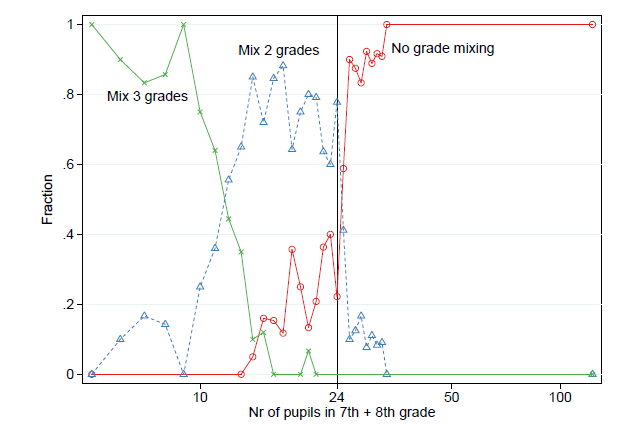 1
Mix 2 grades
No grade mixing
Mix 3 grades
.8
.6
Fraction
.4
.2
0
10 24 50 100
Nr of pupils in 7th + 8th grade